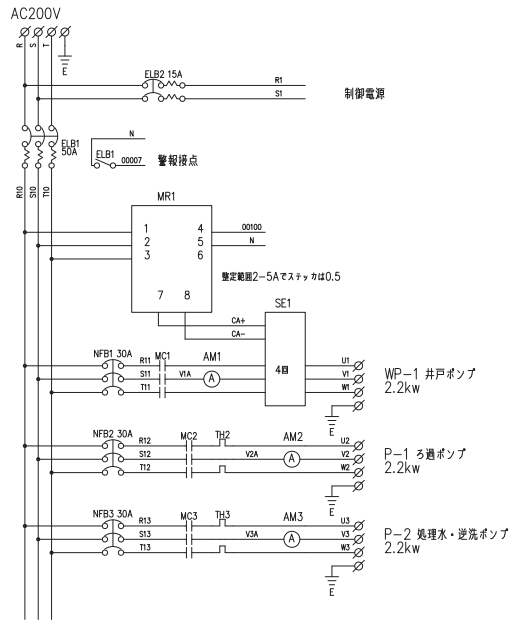 AC200V
R S T
E
ELB2 15A
R1
S1
制御電源
ELB1
50A
N
ELB1
00007
警報接点
R10 S10 T10
MR1
1 4 00100
2 5 N
3 6
整定範囲2-5Aでステッカは0.5
7 8
SE1
CA+
CA-
4回
NFB1 30A
R11 MC1 AM1 U1
S11 V1A A V1
T11 W1
WP-1 井戸ポンプ
2.2kw
E
NFB2 30A
R12 MC2 TH2 AM2 U2
S12 V2A A V2
T12 W2
P-1 ろ過ポンプ
2.2kw
E
NFB3 30A
R13 MC3 TH3 AM3 U3
S13 V3A A V3
T13 W3
P-2 処理水・逆洗ポンプ
2.2kw
E